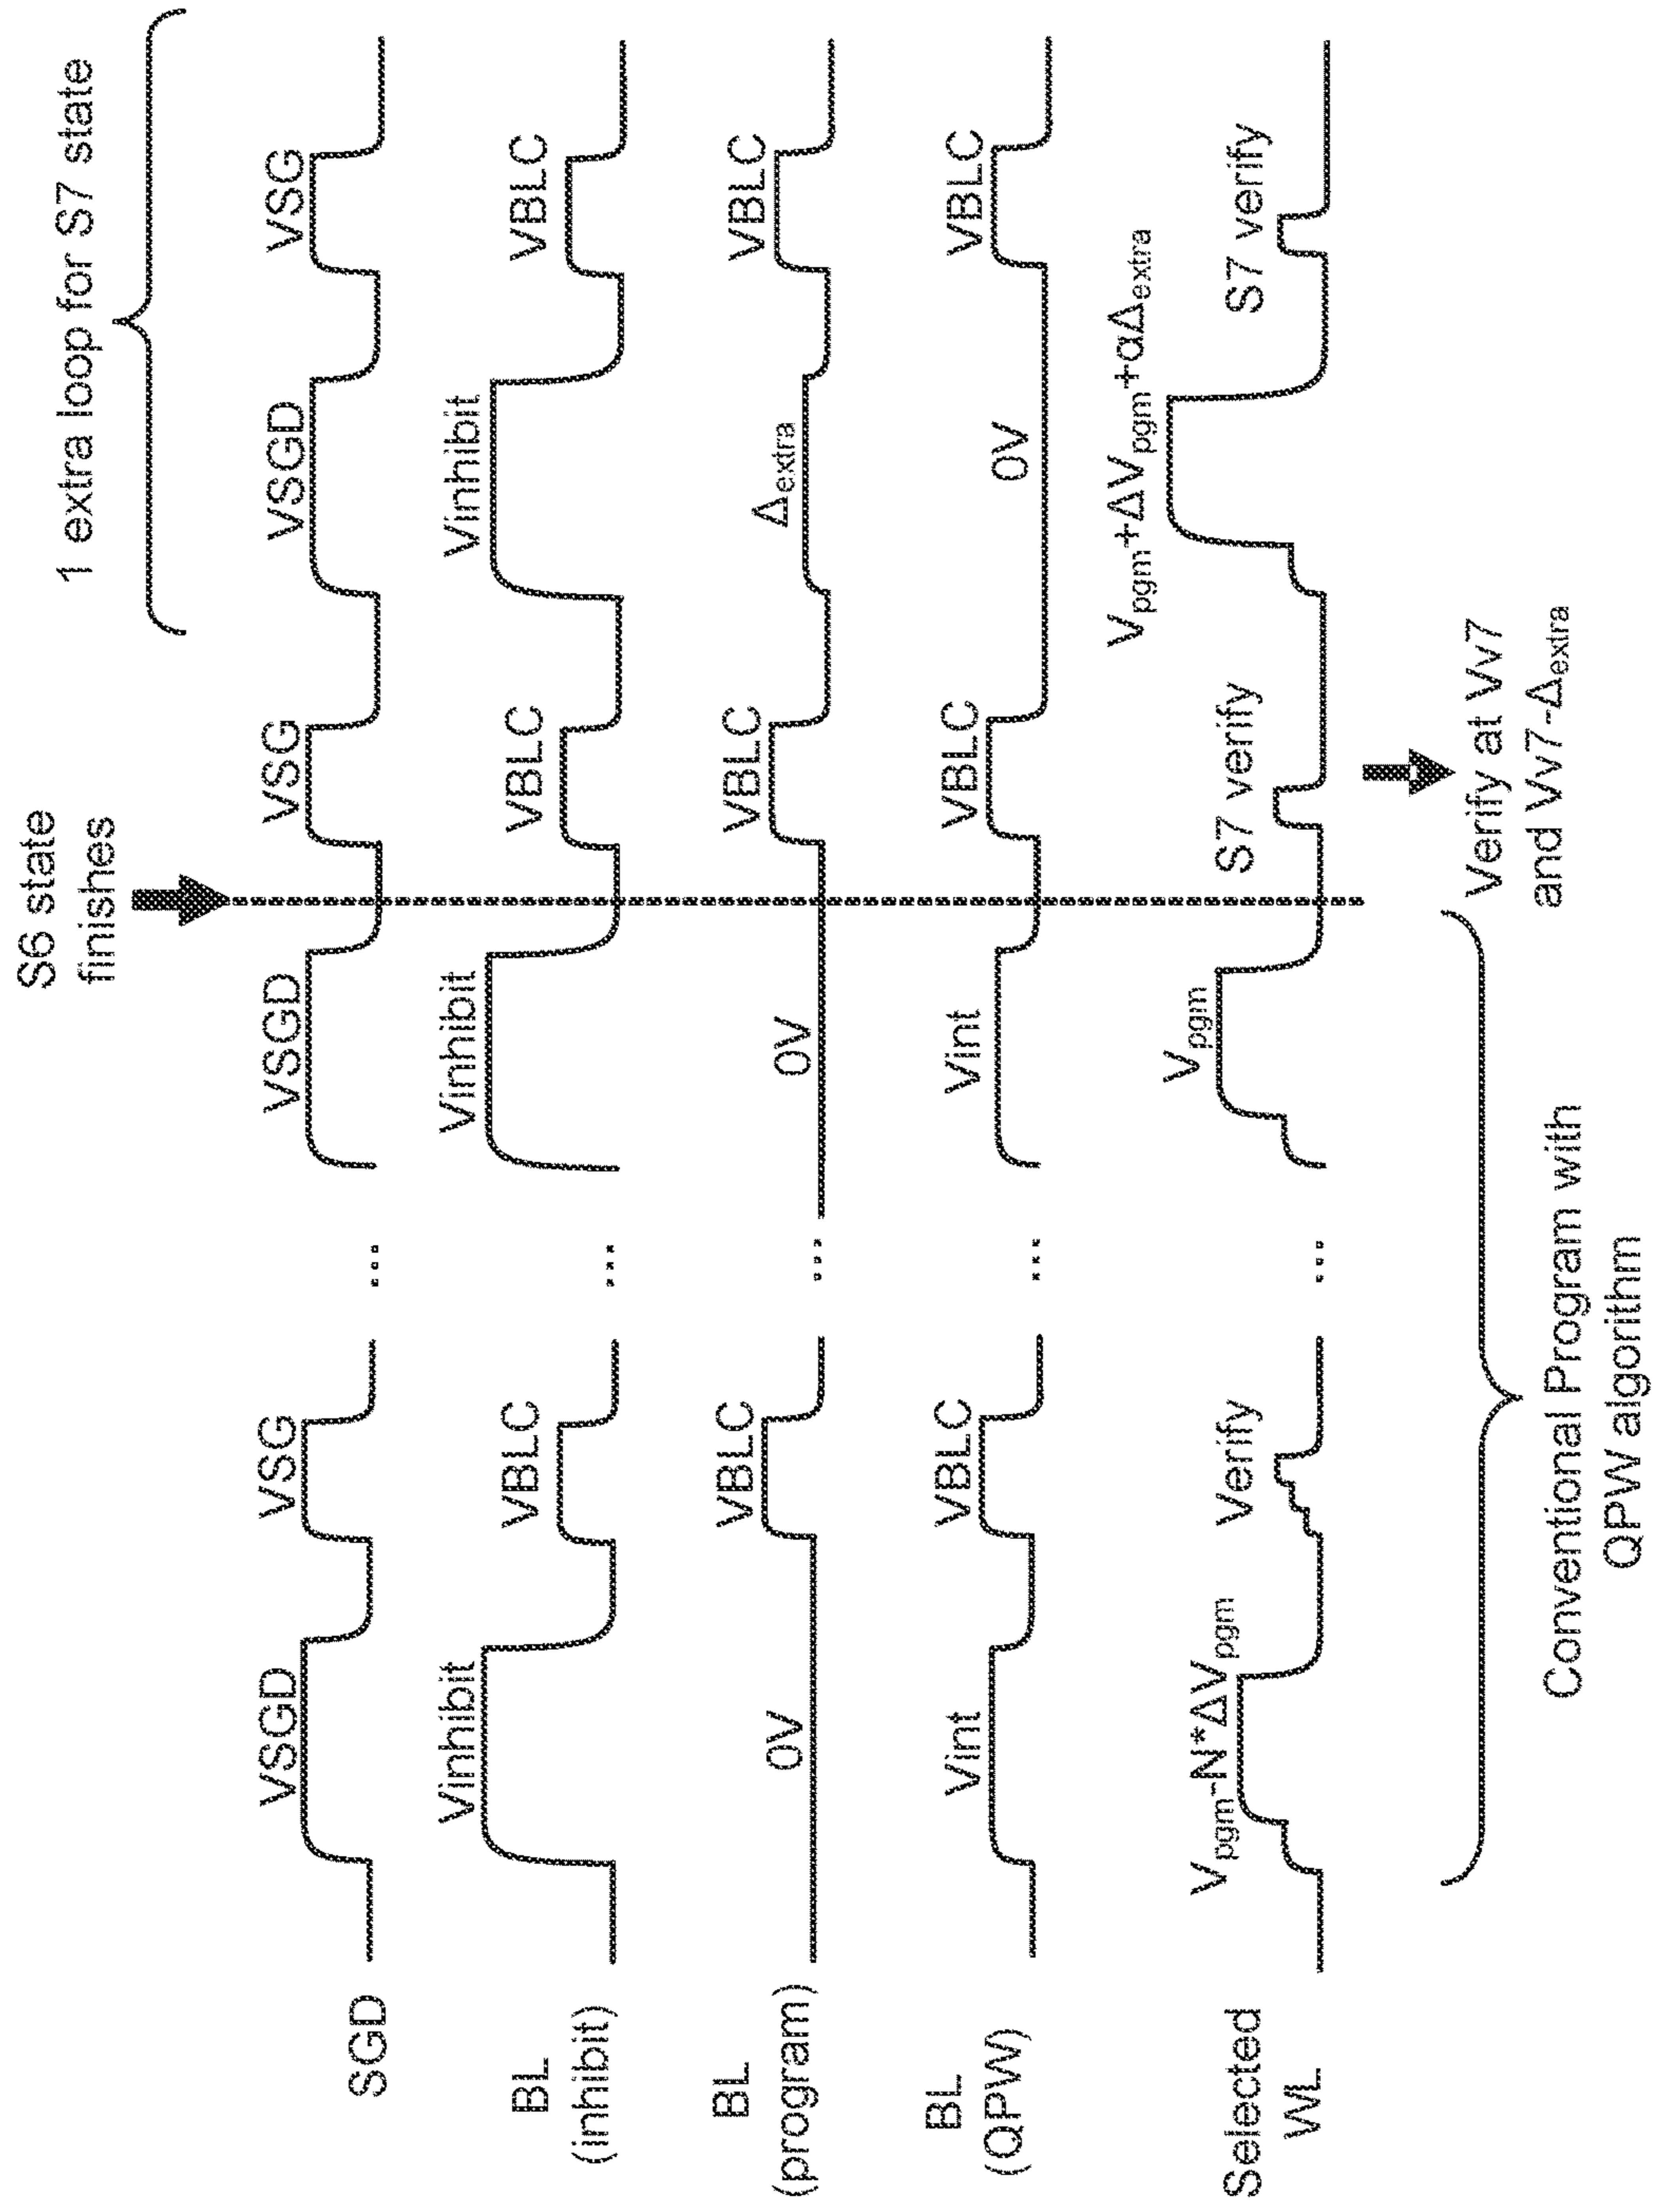 S6 state
finishes
1 extra loop for S7 state
SGD
VSGD
VSG
...
VSGD
VSG
VSGD
VSG
BL
(inhibit)
Vinhibit
VBLC
...
Vinhibit
VBLC
Vinhibit
VBLC
BL
(program)
0V
VBLC
...
0V
VBLC
Δextra
VBLC
BL
(QPW)
Vint
VBLC
...
Vint
VBLC
0V
VBLC
Selected
WL
Vpgm-N*ΔVpgm
Verify
...
Vpgm
S7 verify
Vpgm+ΔVpgm+αΔextra
S7 verify
Conventional Program with
QPW algorithm
Verify at Vv7
and Vv7-Δextra